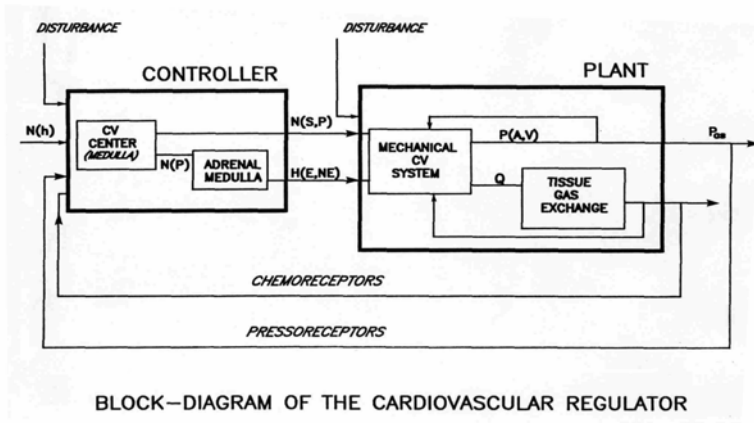 DISTURBANCE
DISTURBANCE
CONTROLLER
PLANT
N(h)
CV
CENTER
(MEDULLA)
N(S,P)
N(P)
ADRENAL
MEDULLA
H(E,NE)
MECHANICAL
CV
SYSTEM
P(A,V)
Pas
Q
TISSUE
GAS
EXCHANGE
CHEMORECEPTORS
PRESSORECEPTORS
BLOCK-DIAGRAM OF THE CARDIOVASCULAR REGULATOR